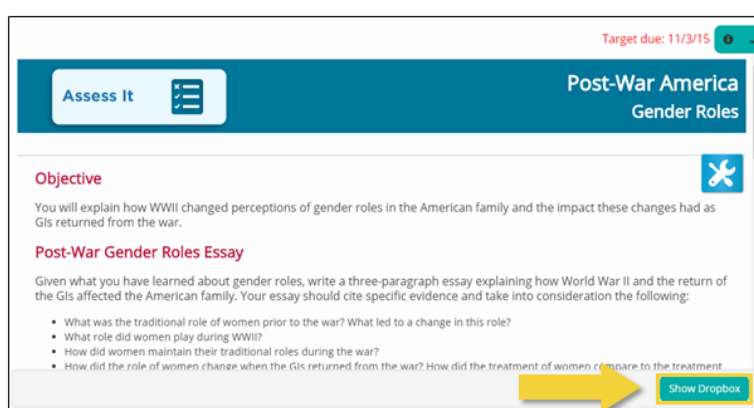 Target due: 11/3/15
Assess It
Post-War America
Gender Roles
Objective
You will explain how WWII changed perceptions of gender roles in the American family and the impact these changes had as
GIs returned from the war.
Post-War Gender Roles Essay
Given what you have learned about gender roles, write a three-paragraph essay explaining how World War II and the return of
the GIs affected the American family. Your essay should cite specific evidence and take into consideration the following:
• What was the traditional role of women prior to the war? What led to a change in this role?
• What role did women play during WWII?
• How did women maintain their traditional roles during the war?
• How did the role of women change when the GIs returned from the war? How did the treatment of women compare to the treatment
Show Dropbox